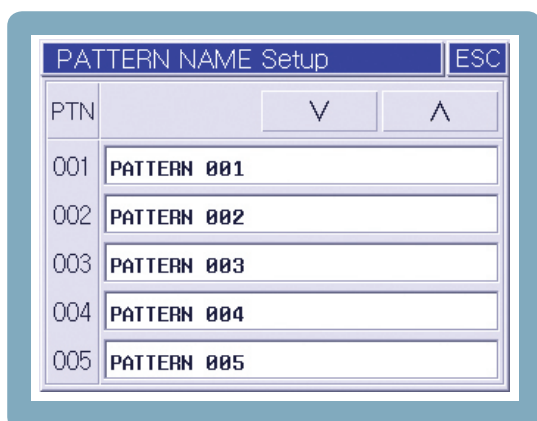 PATTERN NAME Setup ESC
PTN V Λ
001 PATTERN 001
002 PATTERN 002
003 PATTERN 003
004 PATTERN 004
005 PATTERN 005